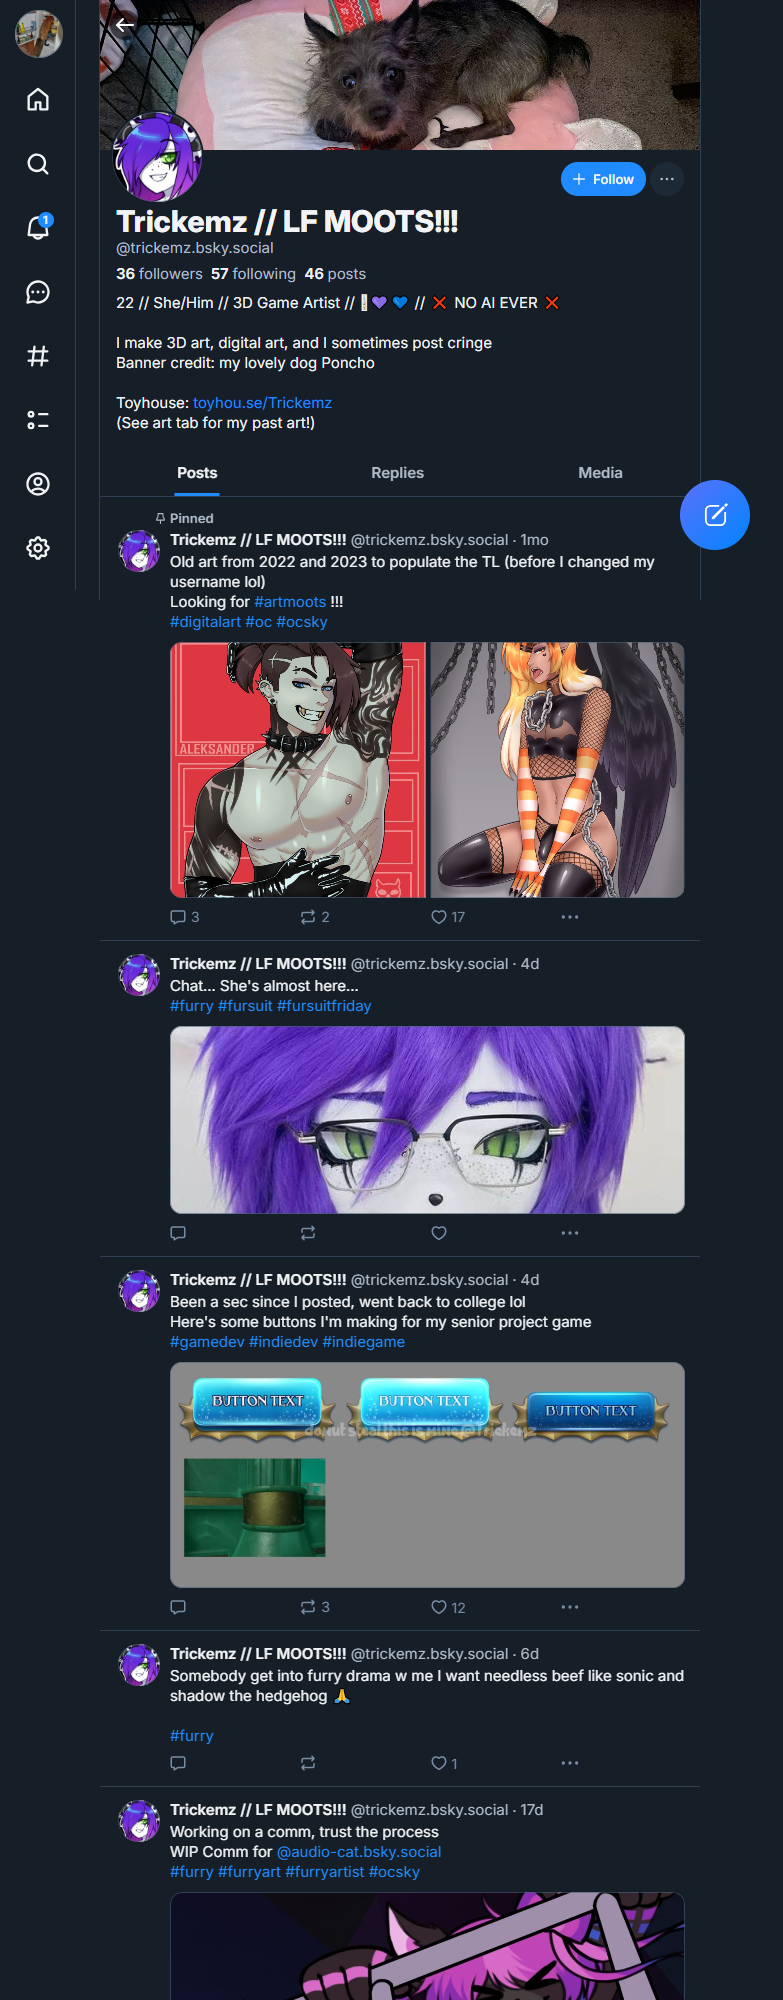 + Follow
Trickemz // LF MOOTS!!!
@trickemz.bsky.social
36 followers 57 following 46 posts
22 // She/Him // 3D Game Artist // 💜 💙 // ❌ NO AI EVER ❌
I make 3D art, digital art, and I sometimes post cringe
Banner credit: my lovely dog Poncho
Toyhouse: toyhou.se/Trickemz
(See art tab for my past art!)
Posts Replies Media
1
Pinned
Trickemz // LF MOOTS!!! @trickemz.bsky.social · 1mo
Old art from 2022 and 2023 to populate the TL (before I changed my
username lol)
Looking for #artmoots !!!
#digitalart #oc #ocsky
ALEKSANDER
3 2 17
Trickemz // LF MOOTS!!! @trickemz.bsky.social · 4d
Chat... She's almost here...
#furry #fursuit #fursuitfriday
Trickemz // LF MOOTS!!! @trickemz.bsky.social · 4d
Been a sec since I posted, went back to college lol
Here's some buttons I'm making for my senior project game
#gamedev #indiedev #indiegame
BUTTON TEXT BUTTON TEXT BUTTON TEXT
donut steal this is mine @Trickemz
3 12
Trickemz // LF MOOTS!!! @trickemz.bsky.social · 6d
Somebody get into furry drama w me I want needless beef like sonic and
shadow the hedgehog 🙏
#furry
1
Trickemz // LF MOOTS!!! @trickemz.bsky.social · 17d
Working on a comm, trust the process
WIP Comm for @audio-cat.bsky.social
#furry #furryart #furryartist #ocsky